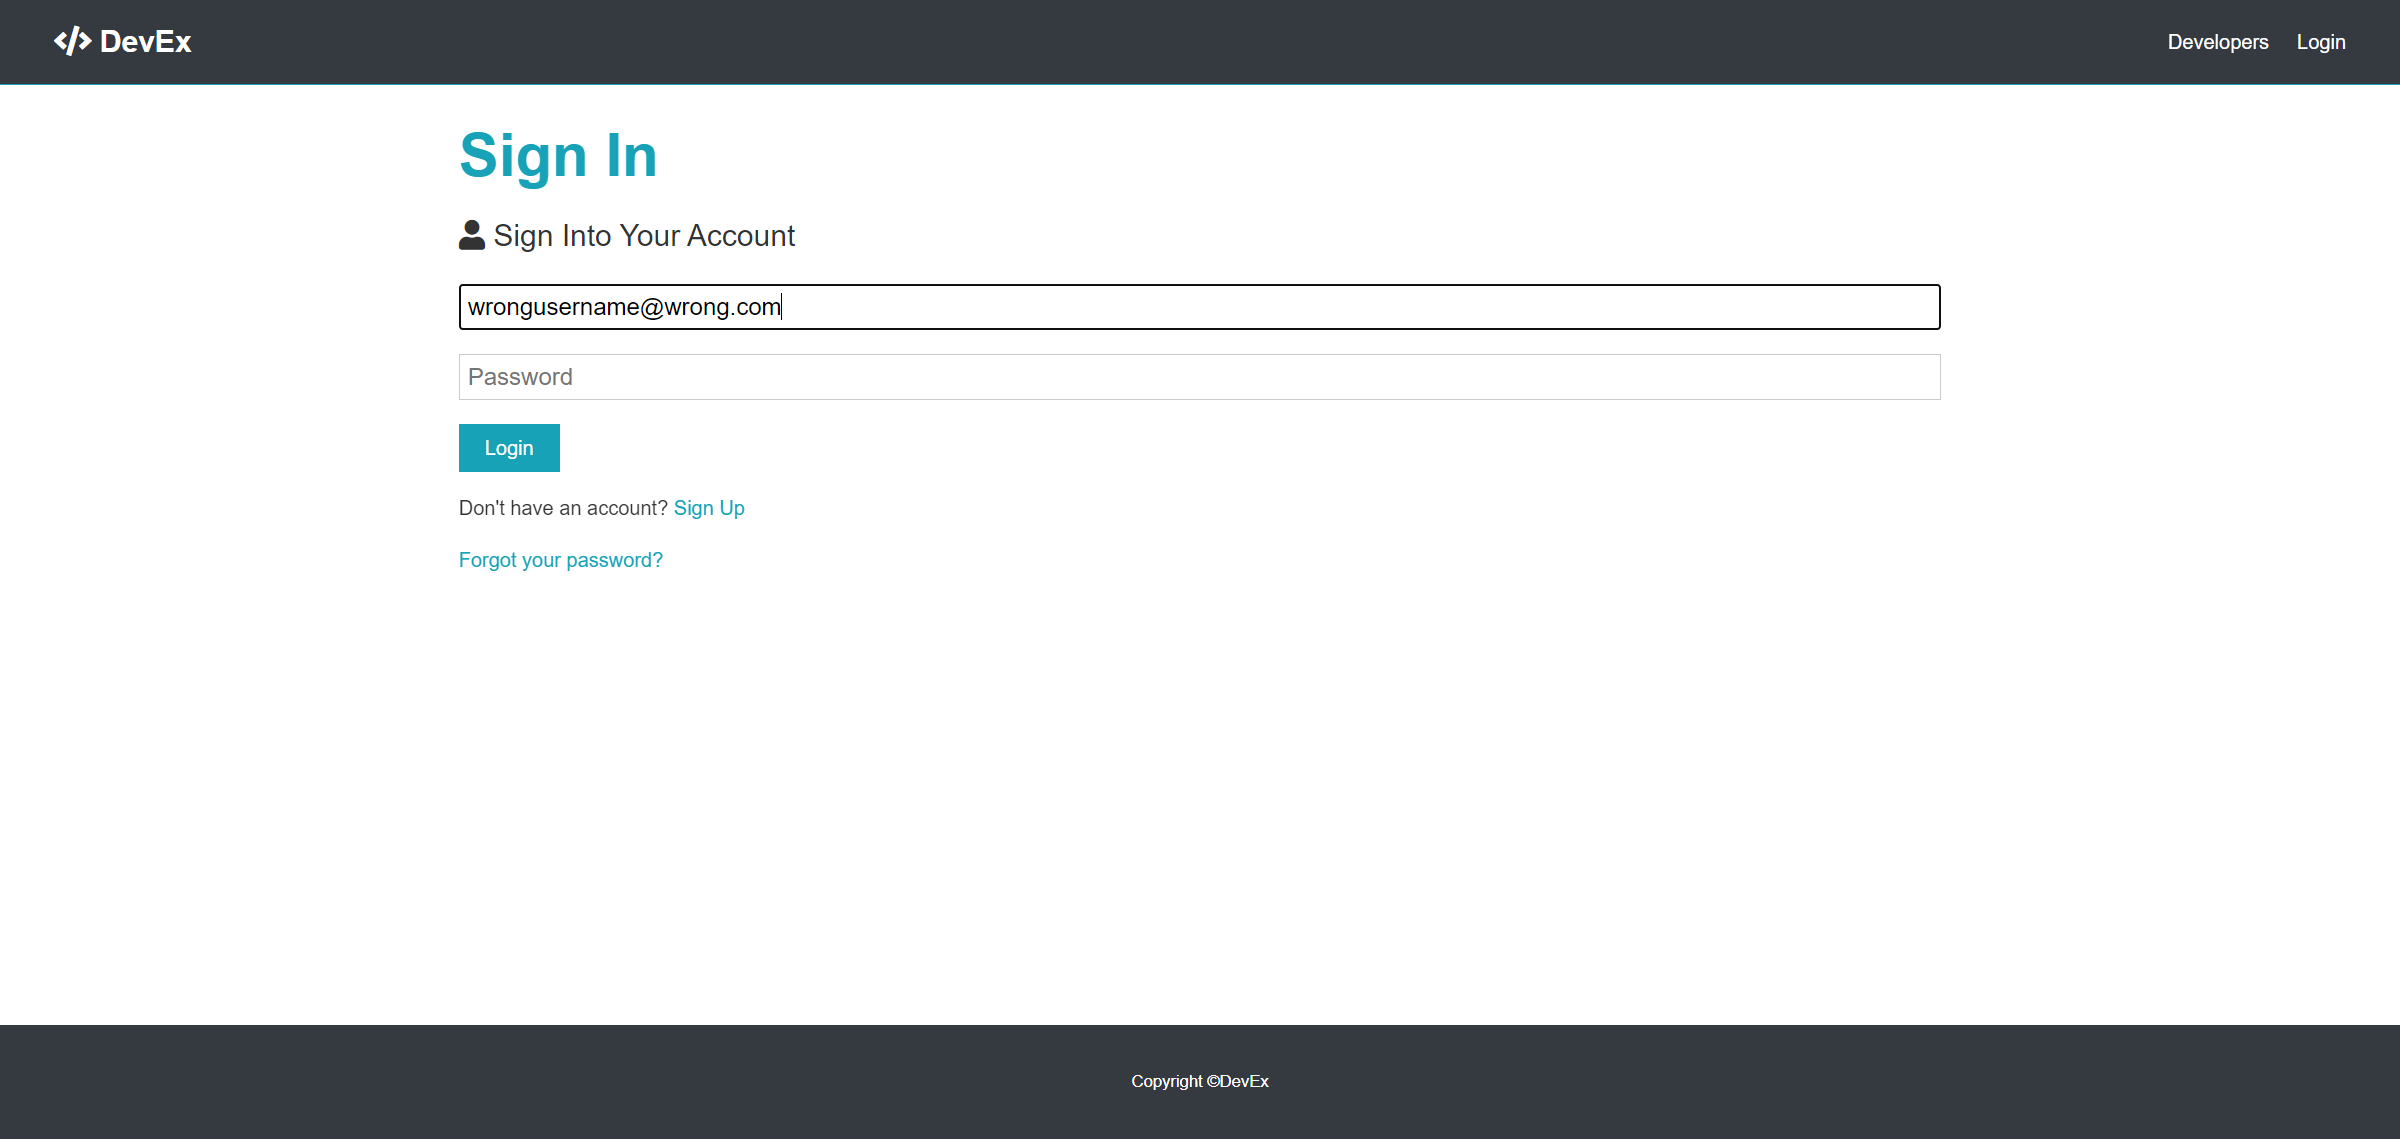 DevEx
Developers Login
Sign In
Sign Into Your Account
wrongusername@wrong.com
Password
Login
Don't have an account? Sign Up
Forgot your password?
Copyright ©DevEx